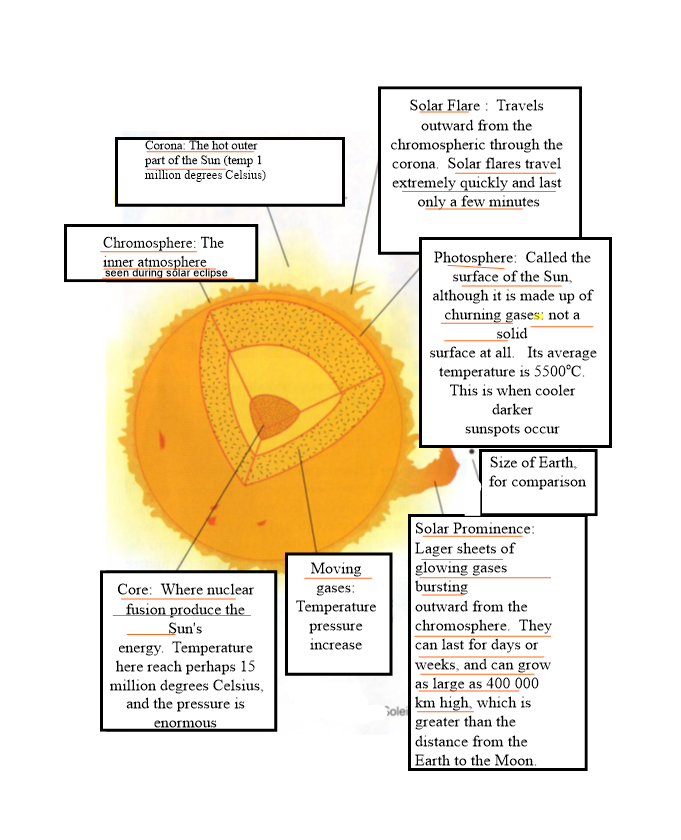 Solar Flare :  Travels
outward from the
chromospheric through the
corona.  Solar flares travel
extremely quickly and last
only a few minutes
Corona: The hot outer
part of the Sun (temp 1
million degrees Celsius)
Chromosphere: The
inner atmosphere
seen during solar eclipse
Photosphere:  Called the
surface of the Sun,
although it is made up of
churning gases: not a
solid
surface at all.   Its average
temperature is 5500°C.
This is when cooler
darker
sunspots occur
Size of Earth,
for comparison
Solar Prominence:
Lager sheets of
glowing gases
bursting
outward from the
chromosphere.  They
can last for days or
weeks, and can grow
as large as 400 000
km high, which is
greater than the
distance from the
Earth to the Moon.
Moving
gases:
Temperature
pressure
increase
Core:  Where nuclear
fusion produce the
Sun's
energy.  Temperature
here reach perhaps 15
million degrees Celsius,
and the pressure is
enormous